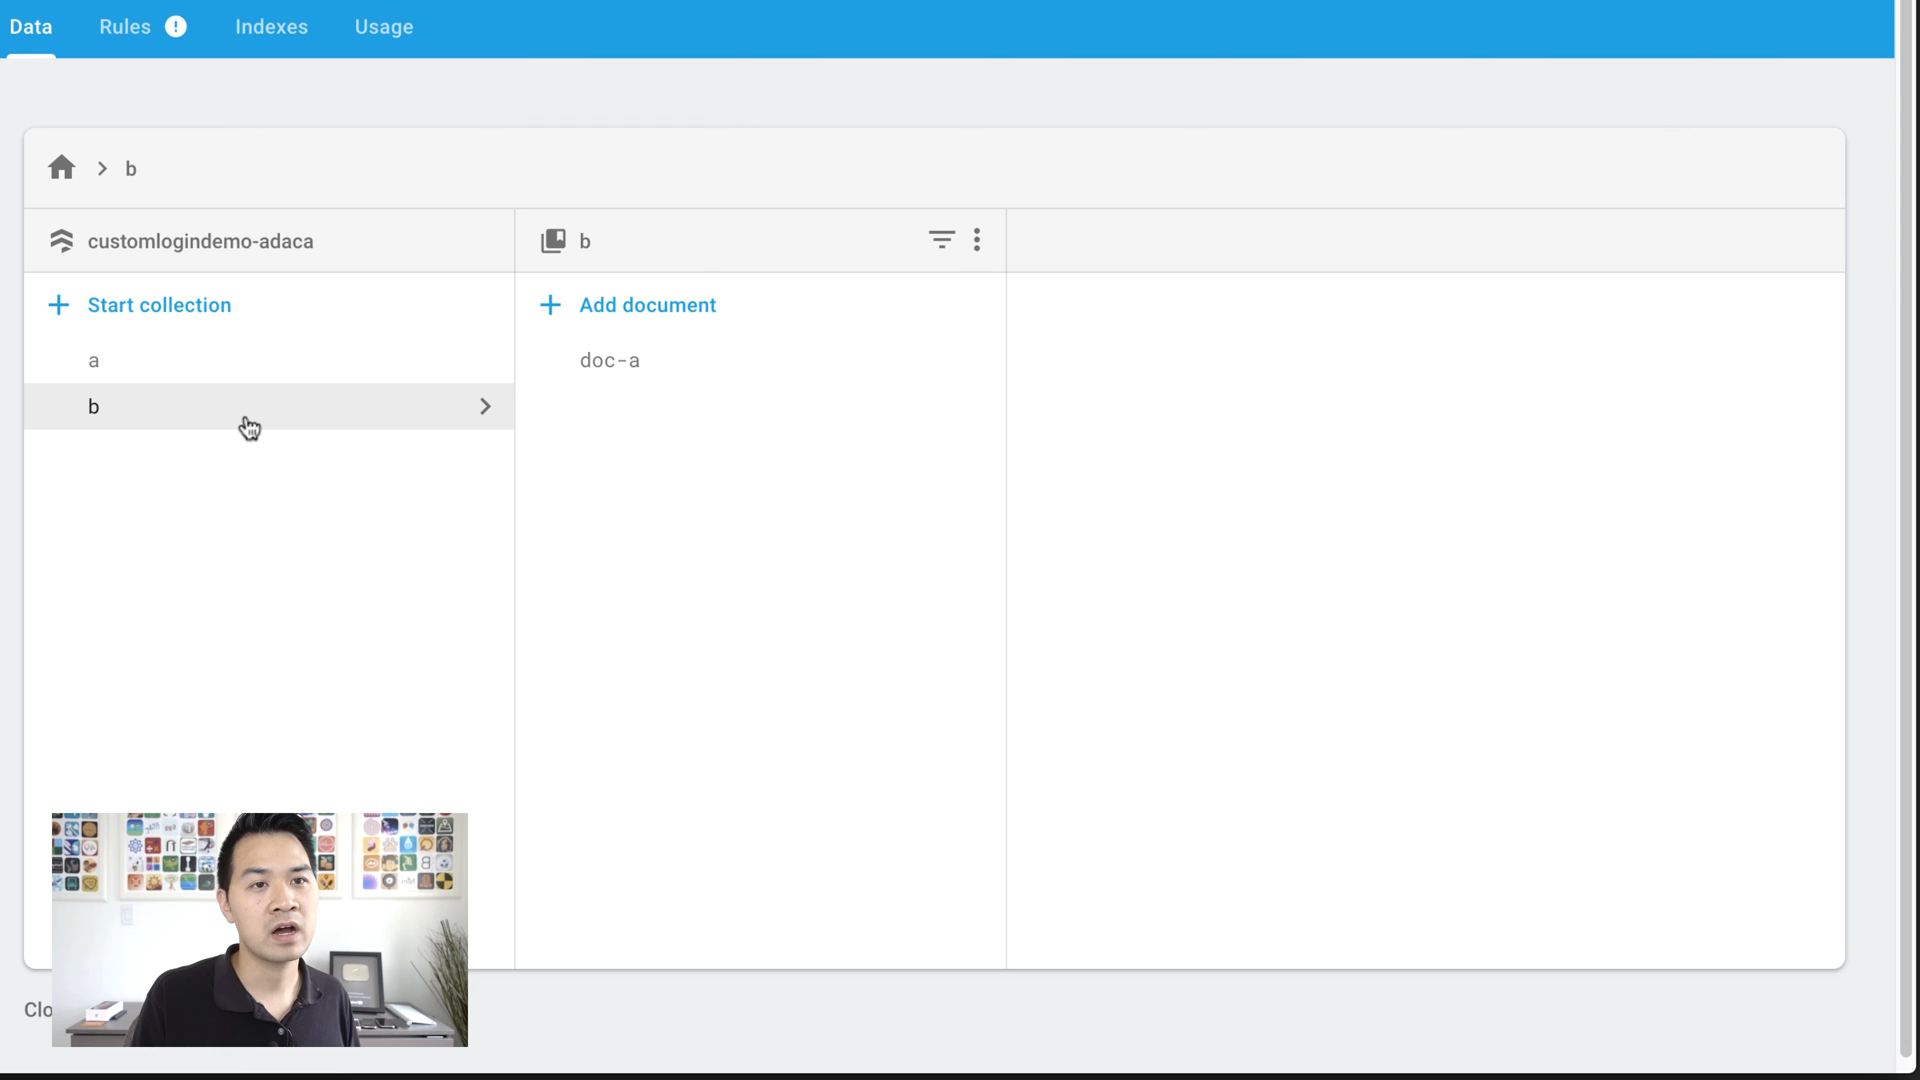 Data Rules ! Indexes Usage
b
customlogindemo-adaca
b
Start collection
Add document
a
doc-a
b
Clo